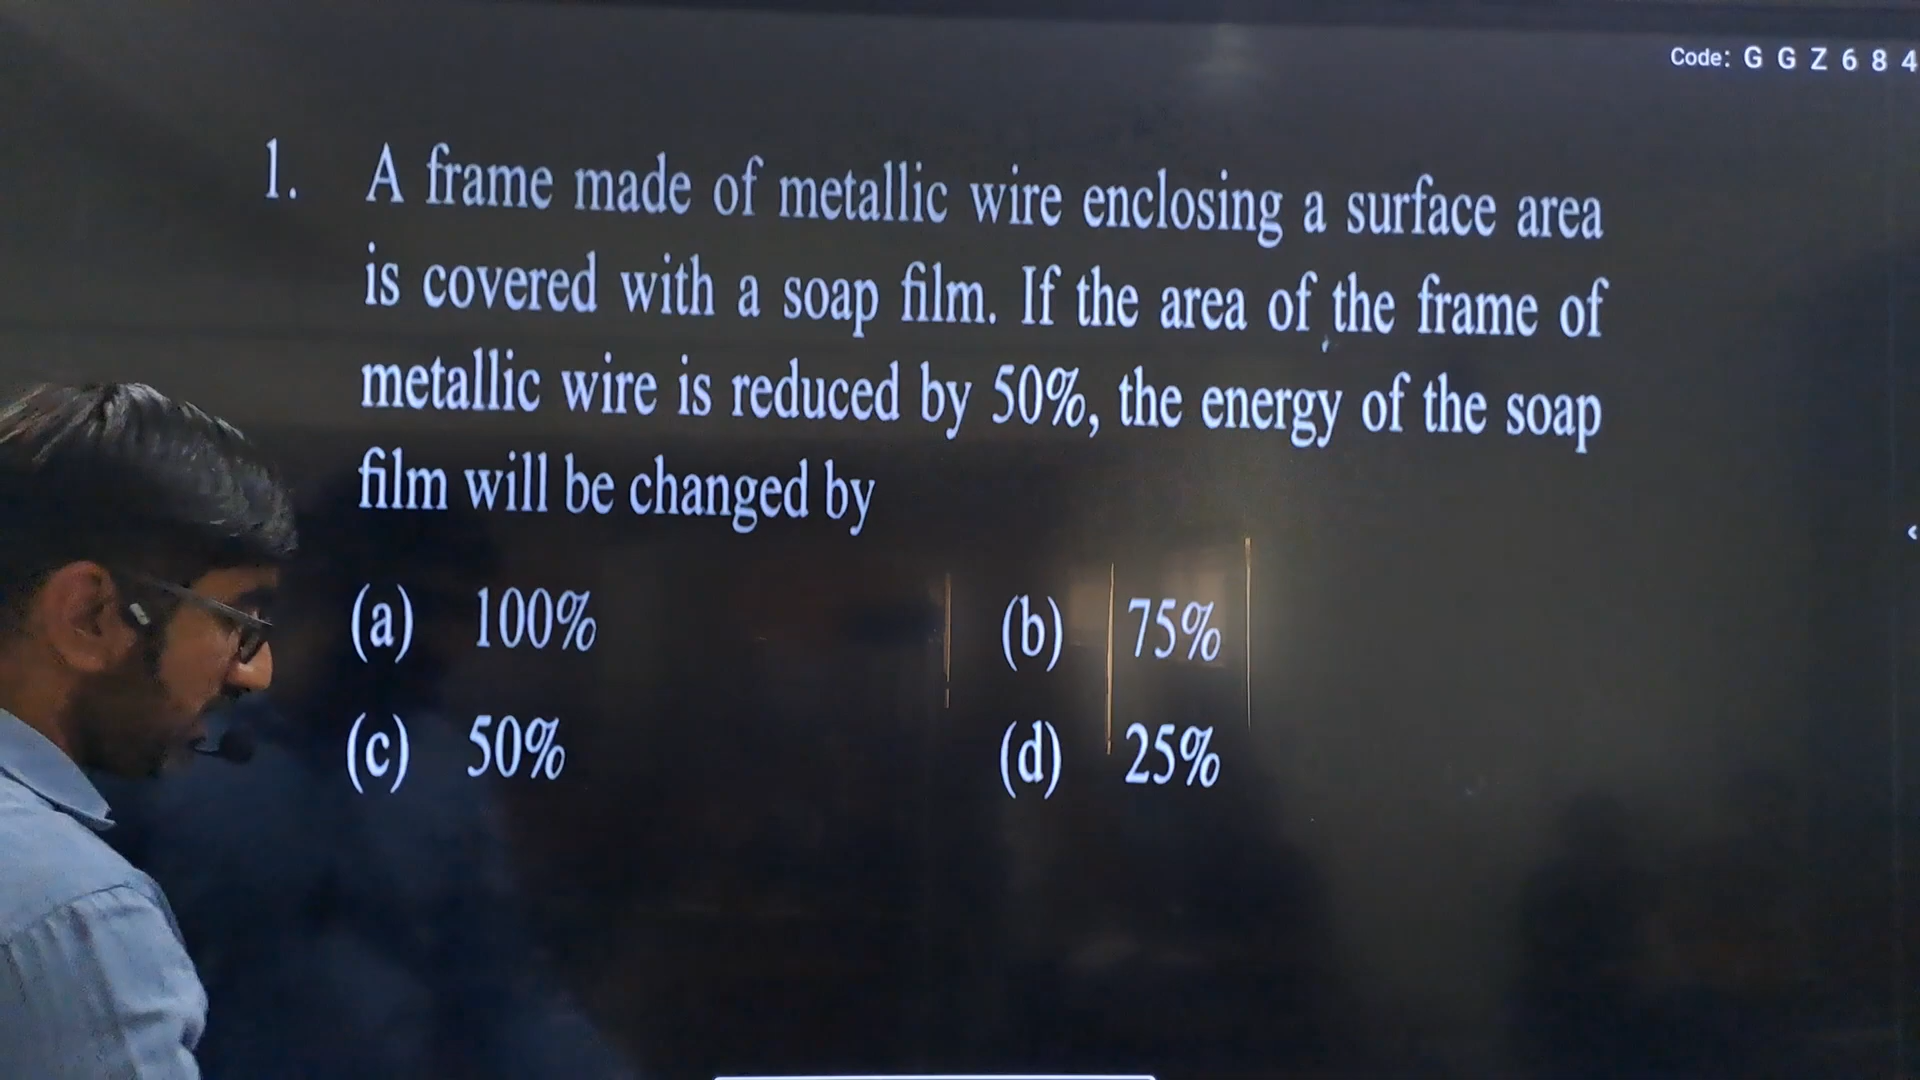 Code: G G Z 6 8 4
1. A frame made of metallic wire enclosing a surface area
is covered with a soap film. If the area of the frame of
metallic wire is reduced by 50%, the energy of the soap
film will be changed by
(a) 100% (b) 75%
(c) 50% (d) 25%